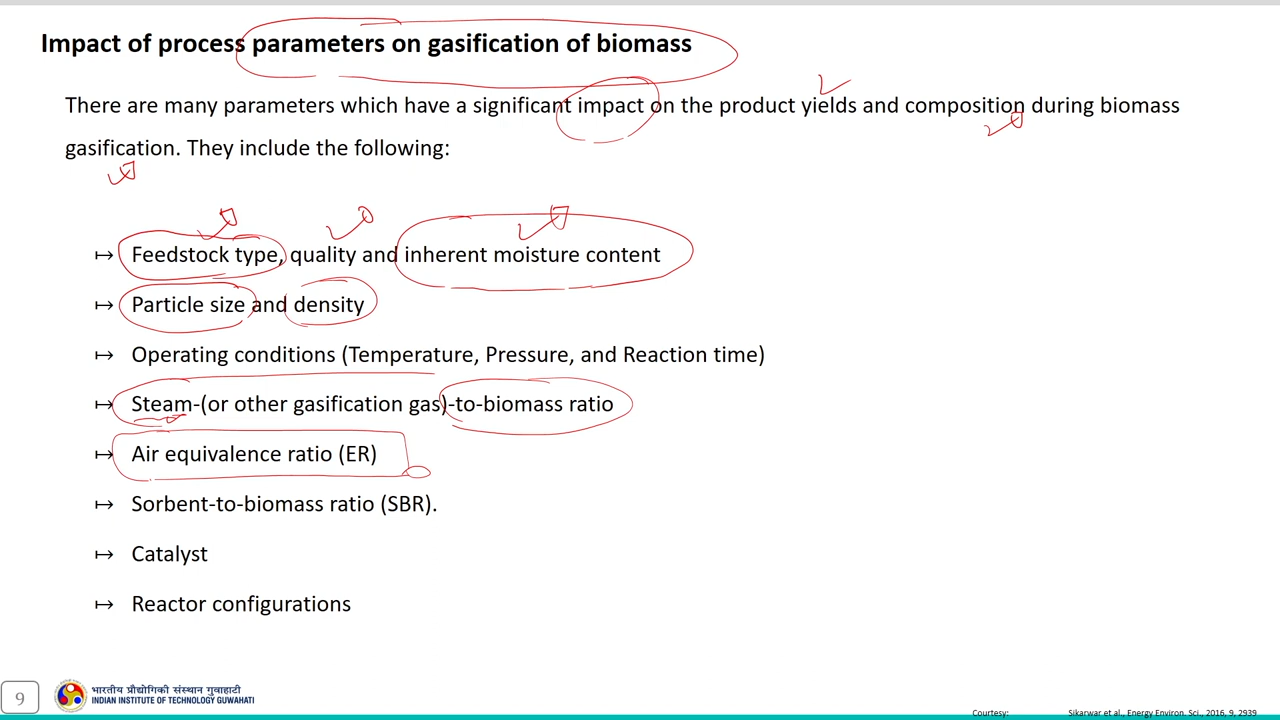 Impact of process parameters on gasification of biomass
There are many parameters which have a significant impact on the product yields and composition during biomass
gasification. They include the following:
↦ Feedstock type, quality and inherent moisture content
↦ Particle size and density
↦ Operating conditions (Temperature, Pressure, and Reaction time)
↦ Steam-(or other gasification gas)-to-biomass ratio
↦ Air equivalence ratio (ER)
↦ Sorbent-to-biomass ratio (SBR).
↦ Catalyst
↦ Reactor configurations
9
भारतीय प्रौद्योगिकी संस्थान गुवाहाटी
INDIAN INSTITUTE OF TECHNOLOGY GUWAHATI
Courtesy: Sikarwar et al., Energy Environ. Sci., 2016, 9, 2939